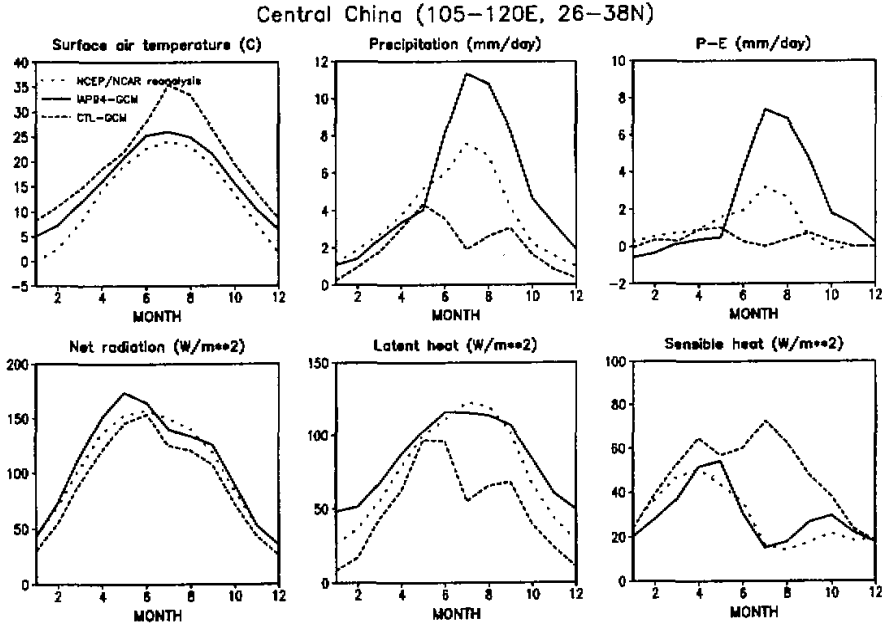 Central China (105-120E, 26-38N)
Surface air temperature (C)
40
35
30
25
20
15
10
5
0
-5
NCEP/NCAR reanalysis
IAP94-GCM
CTL-GCM
2 4 6 8 10 12
MONTH
Precipitation (mm/day)
12
10
8
6
4
2
0
2 4 6 8 10 12
MONTH
P-E (mm/day)
10
8
6
4
2
0
-2
2 4 6 8 10 12
MONTH
Net radiation (W/m**2)
200
150
100
50
0
2 4 6 8 10 12
MONTH
Latent heat (W/m**2)
150
100
50
0
2 4 6 8 10 12
MONTH
Sensible heat (W/m**2)
100
80
60
40
20
0
2 4 6 8 10 12
MONTH